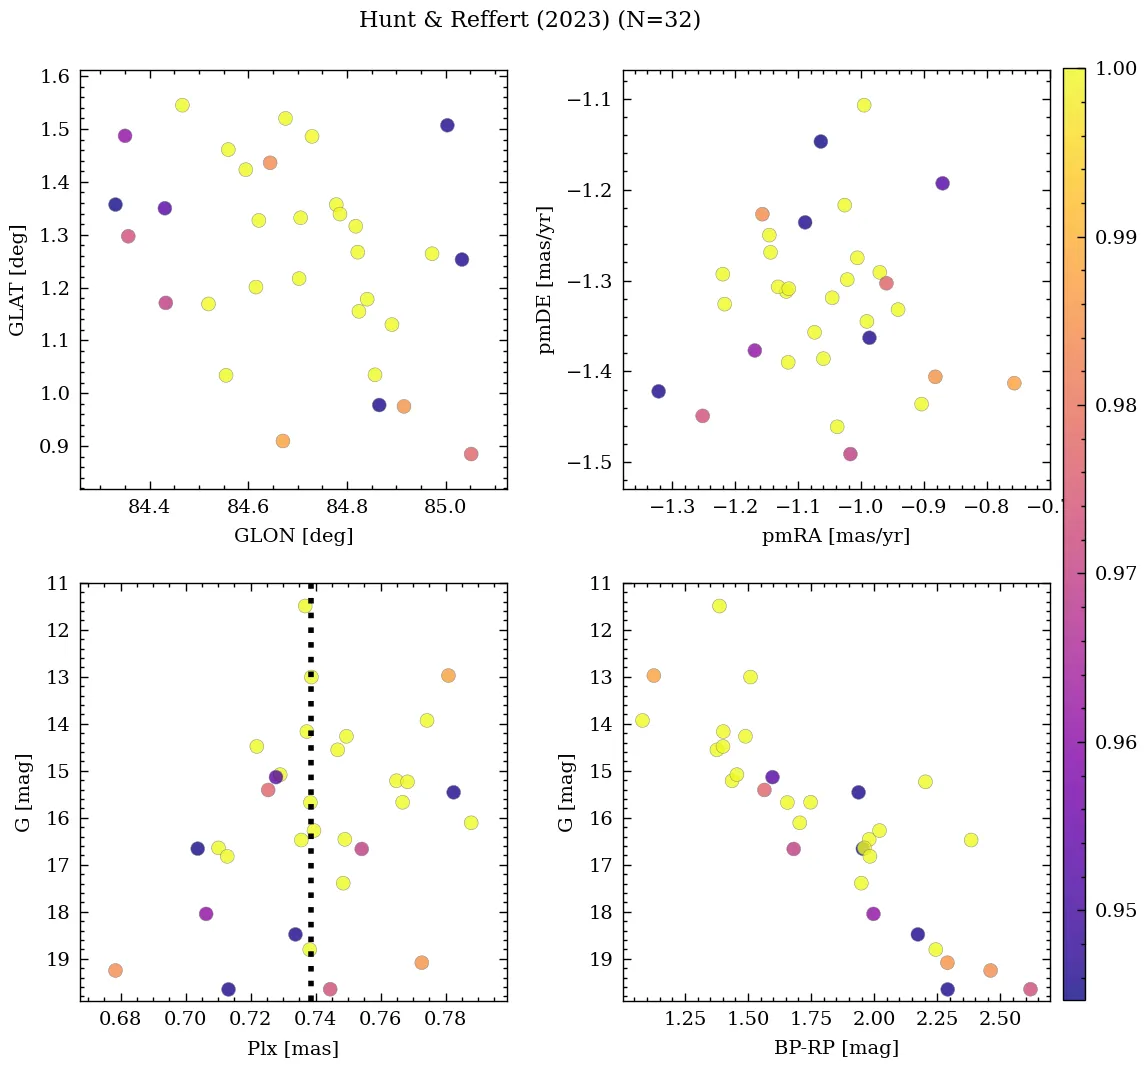 Hunt & Reffert (2023) (N=32)
1.6
1.5
1.4
1.3
1.2
1.1
1.0
0.9
GLAT [deg]
84.4 84.6 84.8 85.0
GLON [deg]
−1.1
−1.2
−1.3
−1.4
−1.5
pmDE [mas/yr]
−1.3 −1.2 −1.1 −1.0 −0.9 −0.8 −0.
pmRA [mas/yr]
1.00
0.99
0.98
0.97
0.96
0.95
11
12
13
14
15
16
17
18
19
G [mag]
0.68 0.70 0.72 0.74 0.76 0.78
Plx [mas]
11
12
13
14
15
16
17
18
19
G [mag]
1.25 1.50 1.75 2.00 2.25 2.50
BP-RP [mag]